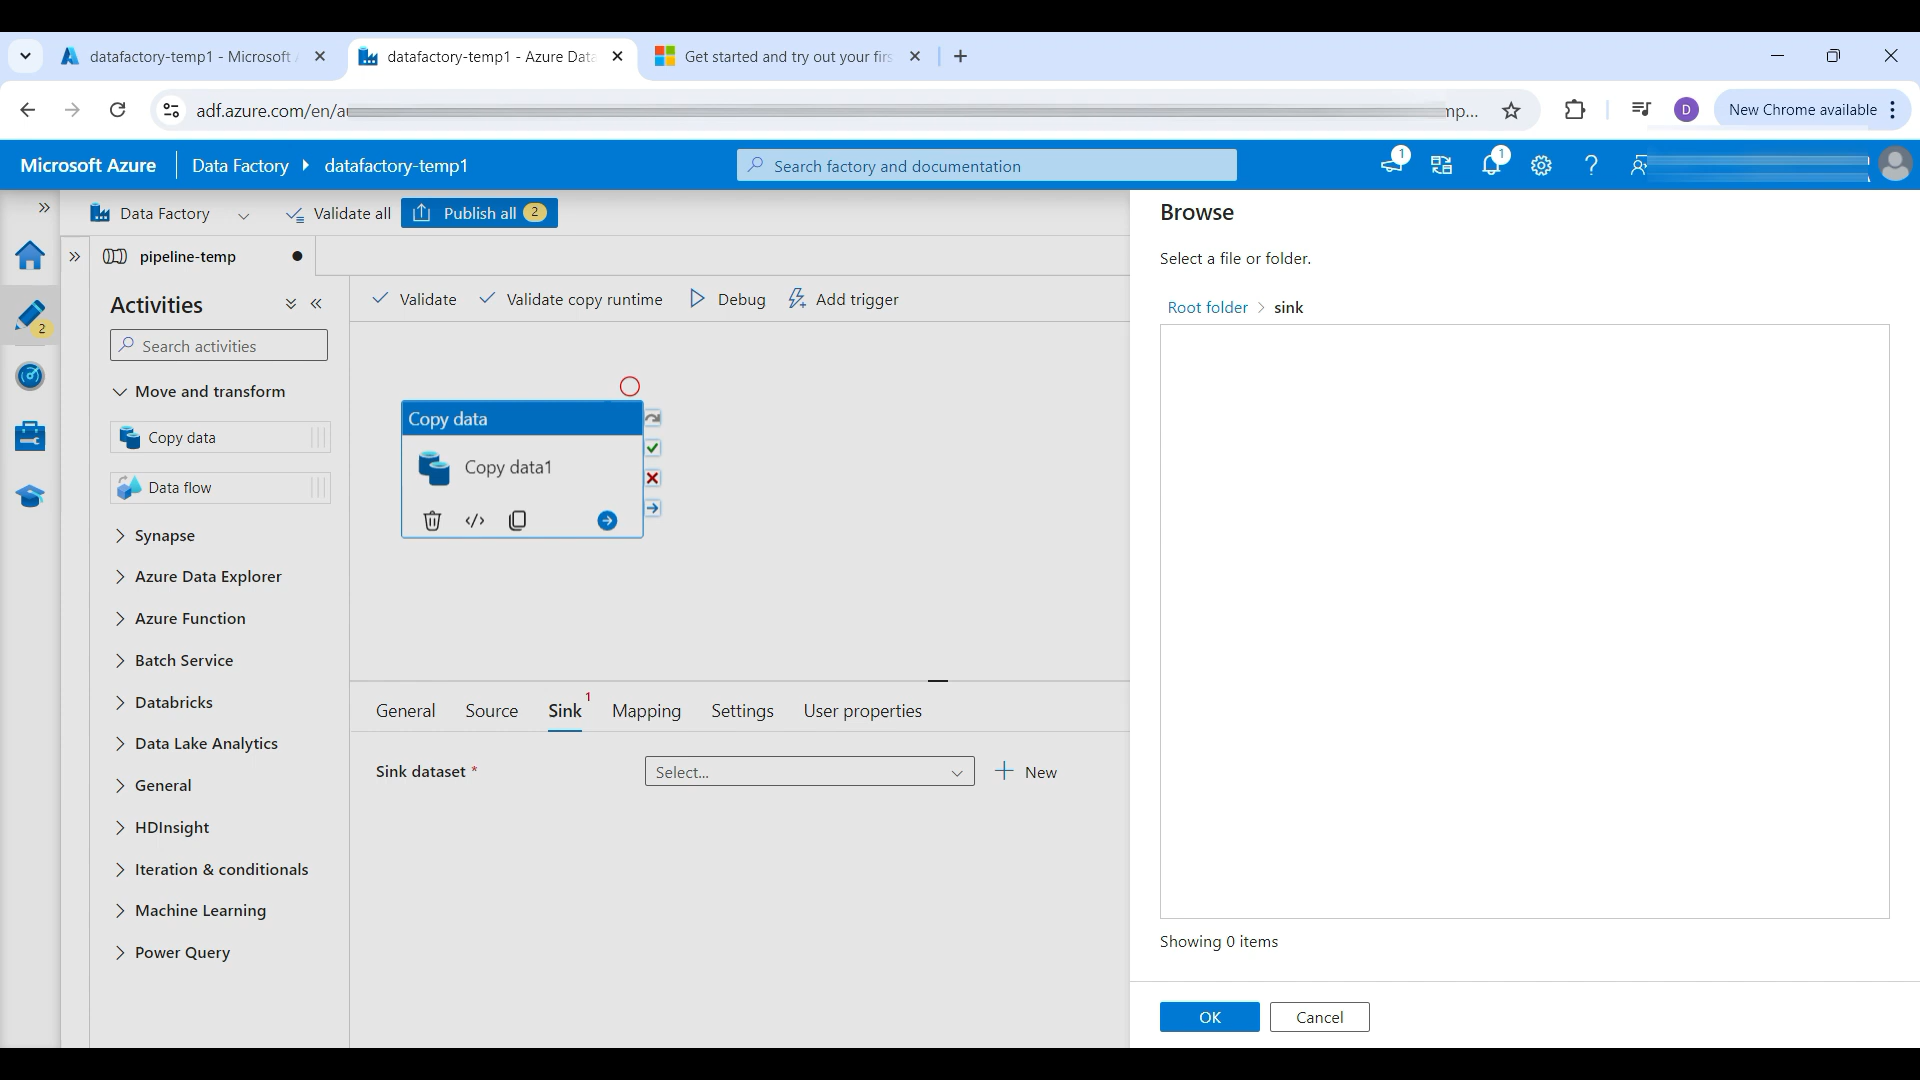 datafactory-temp1 - Microsoft
datafactory-temp1 - Azure Data
Get started and try out your firs
adf.azure.com/en/au
mp...
D
New Chrome available
Microsoft Azure
Data Factory
datafactory-temp1
Search factory and documentation
1
1
Data Factory
Validate all
Publish all
2
pipeline-temp
2
Activities
Search activities
Move and transform
Copy data
Data flow
Synapse
Azure Data Explorer
Azure Function
Batch Service
Databricks
Data Lake Analytics
General
HDInsight
Iteration & conditionals
Machine Learning
Power Query
Validate
Validate copy runtime
Debug
Add trigger
Copy data
Copy data1
General
Source
Sink
1
Mapping
Settings
User properties
Sink dataset *
Select...
New
Browse
Select a file or folder.
Root folder > sink
Showing 0 items
OK
Cancel